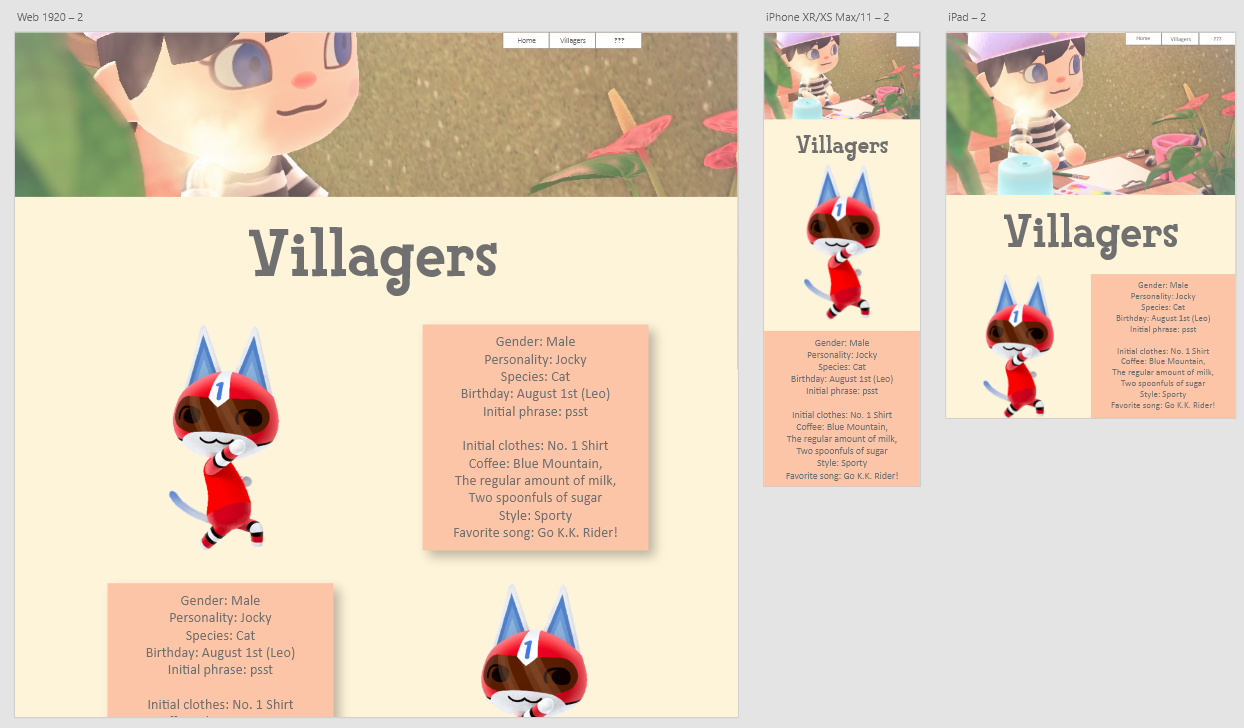 Web 1920 – 2
Home
Villagers
???
Villagers
1
Gender: Male
Personality: Jocky
Species: Cat
Birthday: August 1st (Leo)
Initial phrase: psst
Initial clothes: No. 1 Shirt
Coffee: Blue Mountain,
The regular amount of milk,
Two spoonfuls of sugar
Style: Sporty
Favorite song: Go K.K. Rider!
Gender: Male
Personality: Jocky
Species: Cat
Birthday: August 1st (Leo)
Initial phrase: psst
Initial clothes: No. 1 Shirt
1
iPhone XR/XS Max/11 – 2
Villagers
1
Gender: Male
Personality: Jocky
Species: Cat
Birthday: August 1st (Leo)
Initial phrase: psst
Initial clothes: No. 1 Shirt
Coffee: Blue Mountain,
The regular amount of milk,
Two spoonfuls of sugar
Style: Sporty
Favorite song: Go K.K. Rider!
iPad – 2
Home
Villagers
???
Villagers
1
Gender: Male
Personality: Jocky
Species: Cat
Birthday: August 1st (Leo)
Initial phrase: psst
Initial clothes: No. 1 Shirt
Coffee: Blue Mountain,
The regular amount of milk,
Two spoonfuls of sugar
Style: Sporty
Favorite song: Go K.K. Rider!